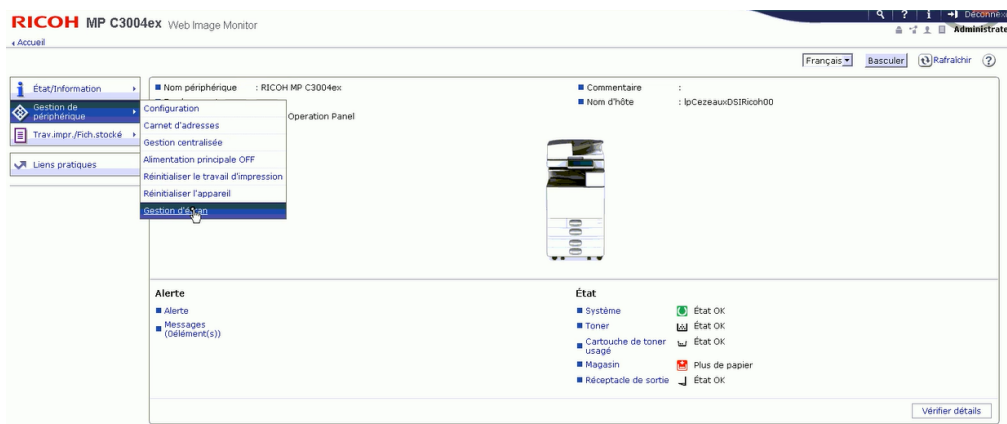 RICOH MP C3004ex Web Image Monitor
Déconnex
Administrate
Accueil
Français Basculer Rafraîchir
État/Information
Gestion de périphérique
Trav.impr./Fich.stocké
Liens pratiques
Nom périphérique : RICOH MP C3004ex
Operation Panel
Commentaire :
Nom d'hôte : lpCezeauxDSIRicoh00
Configuration
Carnet d'adresses
Gestion centralisée
Alimentation principale OFF
Réinitialiser le travail d'impression
Réinitialiser l'appareil
Gestion d'écran
Alerte
Alerte
Messages
(0élément(s))
État
Système État OK
Toner État OK
Cartouche de toner usagé État OK
Magasin Plus de papier
Réceptacle de sortie État OK
Vérifier détails